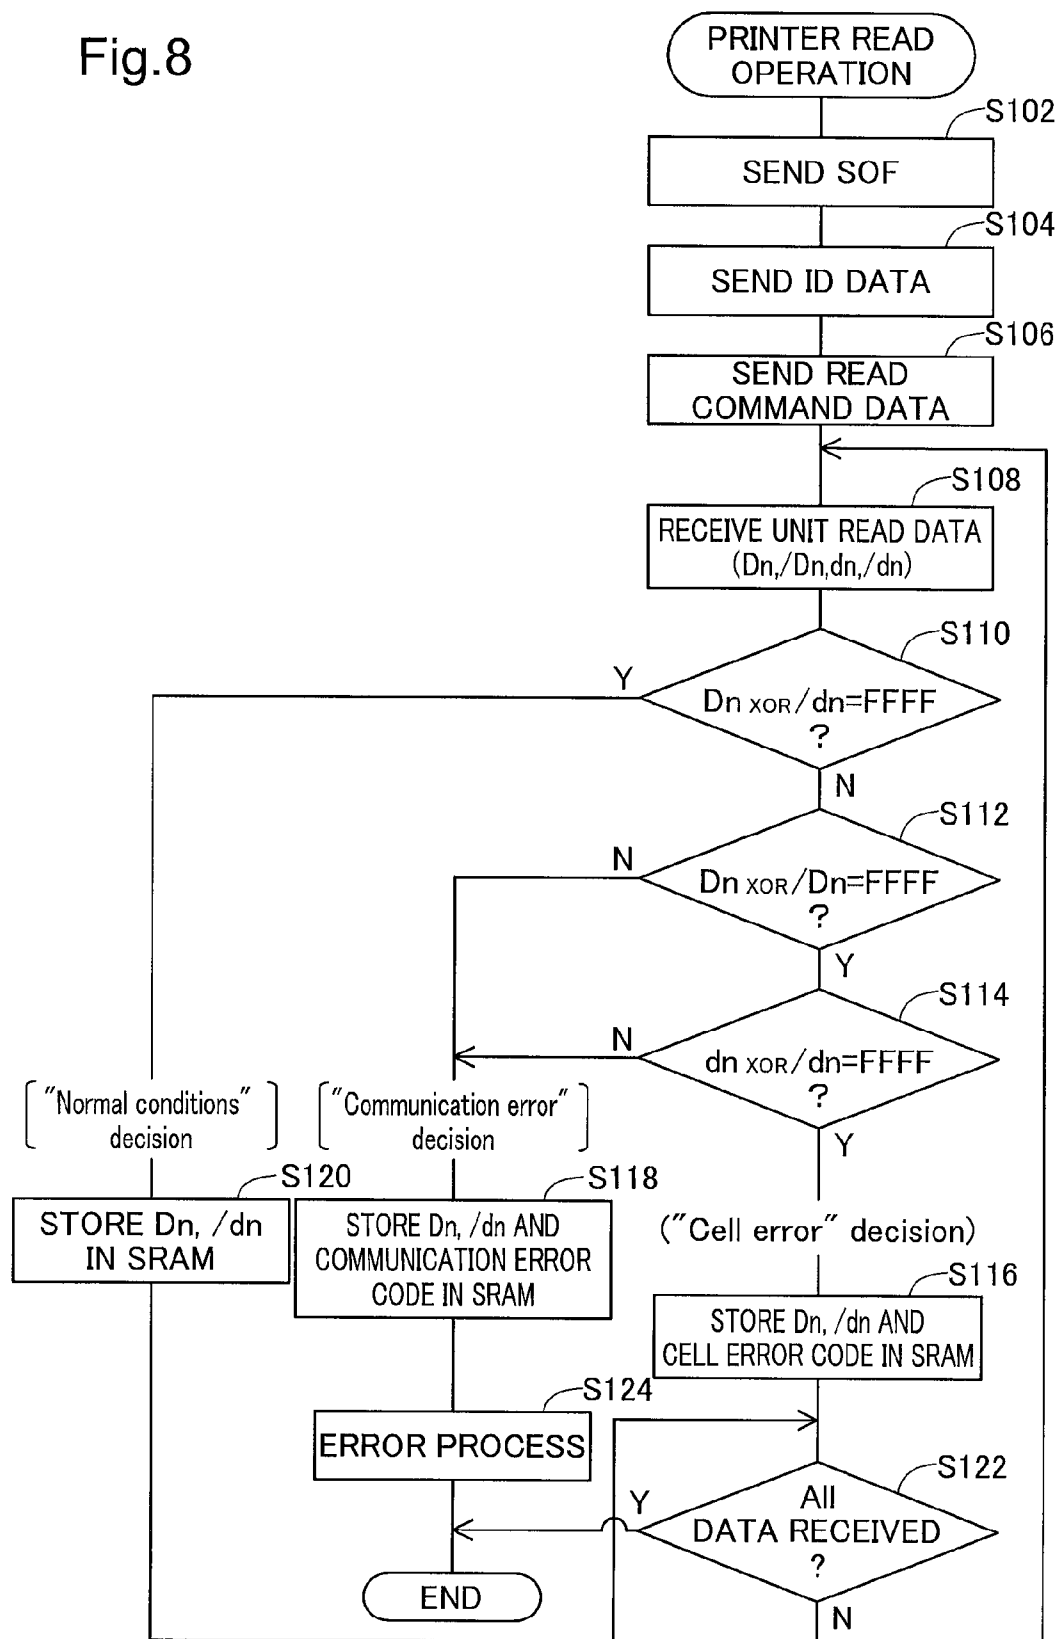 Fig.8
PRINTER READ
OPERATION
S102
SEND SOF
S104
SEND ID DATA
S106
SEND READ
COMMAND DATA
S108
RECEIVE UNIT READ DATA
(Dn,/Dn,dn,/dn)
S110
Y
Dn XOR/dn=FFFF
?
N
S112
N
Dn XOR/Dn=FFFF
?
Y
S114
N
dn XOR/dn=FFFF
?
Y
"Normal conditions"
decision
"Communication error"
decision
S120
STORE Dn, /dn
IN SRAM
S118
STORE Dn, /dn AND
COMMUNICATION ERROR
CODE IN SRAM
("Cell error" decision)
S116
STORE Dn, /dn AND
CELL ERROR CODE IN SRAM
S124
ERROR PROCESS
S122
Y
All
DATA RECEIVED
?
N
END